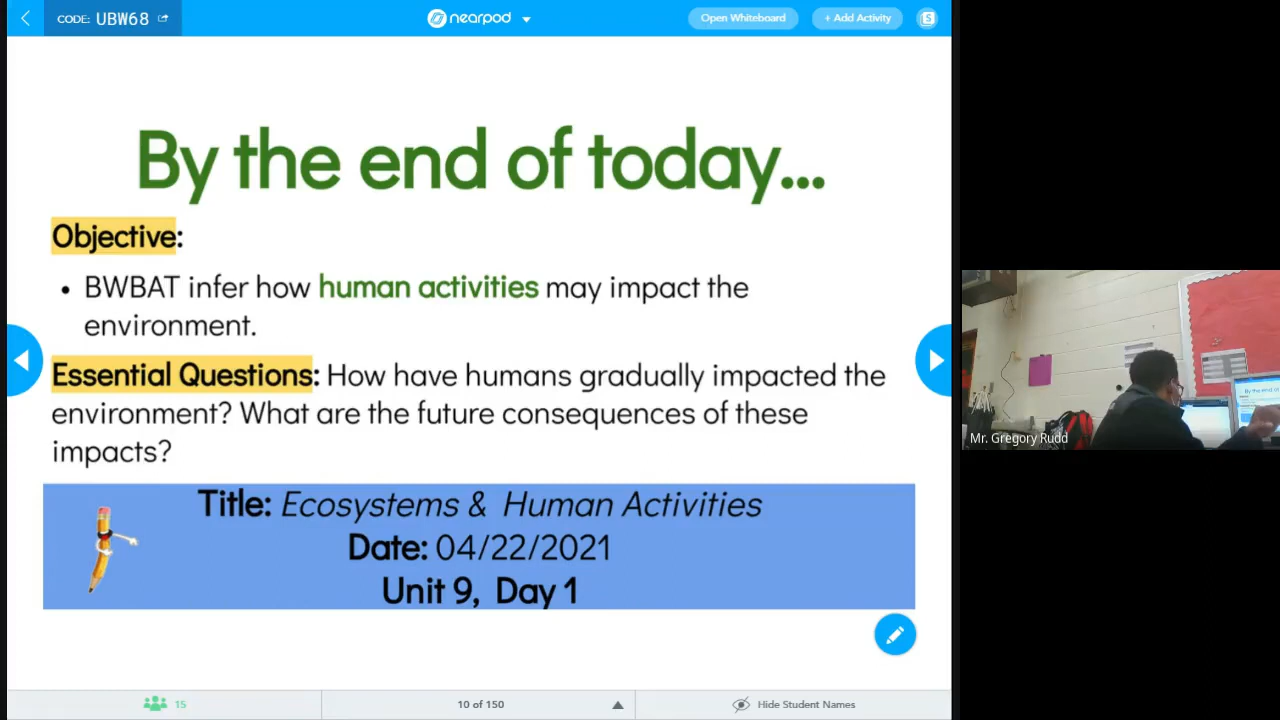 CODE: UBW68
nearpod
Open Whiteboard
+ Add Activity
S
By the end of today...
Objective:
• BWBAT infer how human activities may impact the
environment.
Essential Questions: How have humans gradually impacted the
environment? What are the future consequences of these
impacts?
Title: Ecosystems & Human Activities
Date: 04/22/2021
Unit 9, Day 1
15
10 of 150
Hide Student Names
By the end o
Mr. Gregory Rudd